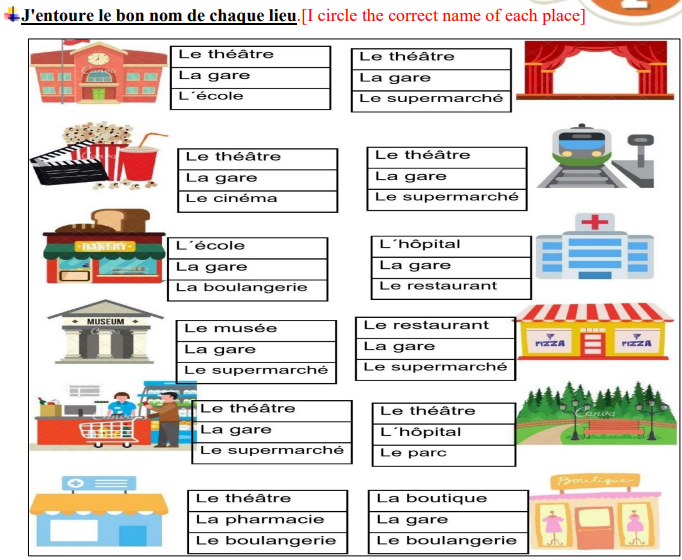 J'entoure le bon nom de chaque lieu.[I circle the correct name of each place]
Le théâtre
La gare
L´école
Le théâtre
La gare
Le supermarché
Le théâtre
La gare
Le cinéma
Le théâtre
La gare
Le supermarché
BAKERY
L´école
La gare
La boulangerie
L´hôpital
La gare
Le restaurant
MUSEUM
Le musée
La gare
Le supermarché
Le restaurant
La gare
Le supermarché
PIZZA
PIZZA
Le théâtre
La gare
Le supermarché
Le théâtre
L´hôpital
Le parc
Canva
Le théâtre
La pharmacie
Le boulangerie
La boutique
La gare
Le boulangerie
Boutique